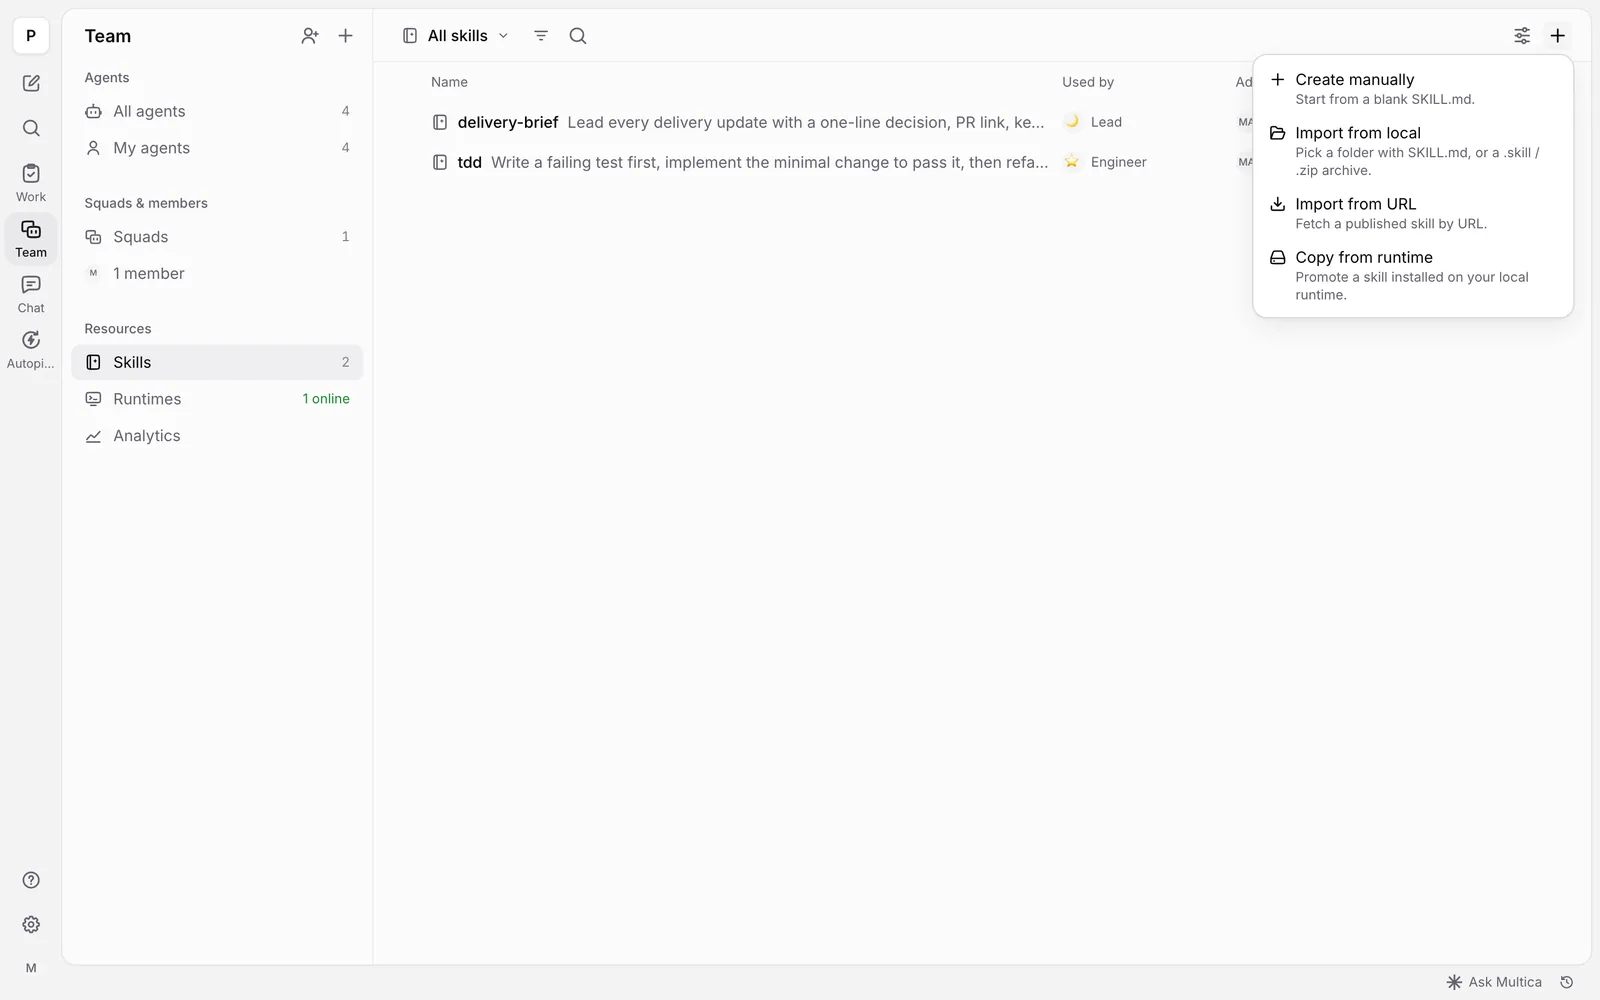 P
Work
Team
Chat
Autopi...
M
Team
Agents
All agents 4
My agents 4
Squads & members
Squads 1
M 1 member
Resources
Skills 2
Runtimes 1 online
Analytics
All skills
Name Used by Ad
delivery-brief Lead every delivery update with a one-line decision, PR link, ke... Lead MA
tdd Write a failing test first, implement the minimal change to pass it, then refa... Engineer MA
Create manually
Start from a blank SKILL.md.
Import from local
Pick a folder with SKILL.md, or a .skill /
.zip archive.
Import from URL
Fetch a published skill by URL.
Copy from runtime
Promote a skill installed on your local
runtime.
Ask Multica